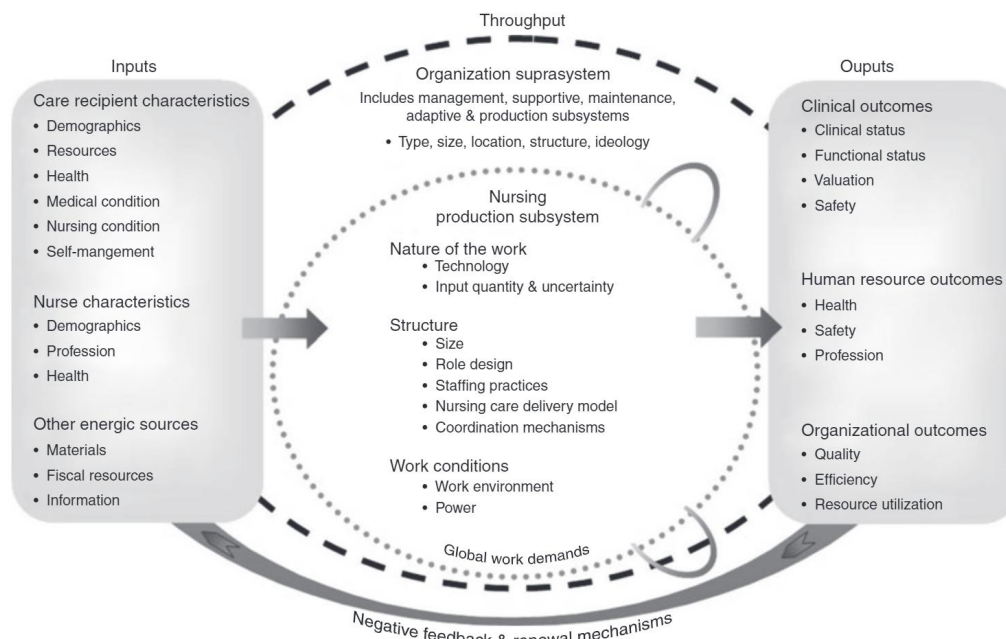 Throughput
Inputs
Care recipient characteristics
• Demographics
• Resources
• Health
• Medical condition
• Nursing condition
• Self-mangement
Nurse characteristics
• Demographics
• Profession
• Health
Other energic sources
• Materials
• Fiscal resources
• Information
Organization suprasystem
Includes management, supportive, maintenance,
adaptive & production subsystems
• Type, size, location, structure, ideology
Nursing
production subsystem
Nature of the work
• Technology
• Input quantity & uncertainty
Structure
• Size
• Role design
• Staffing practices
• Nursing care delivery model
• Coordination mechanisms
Work conditions
• Work environment
• Power
Global work demands
Ouputs
Clinical outcomes
• Clinical status
• Functional status
• Valuation
• Safety
Human resource outcomes
• Health
• Safety
• Profession
Organizational outcomes
• Quality
• Efficiency
• Resource utilization
Negative feedback & renewal mechanisms